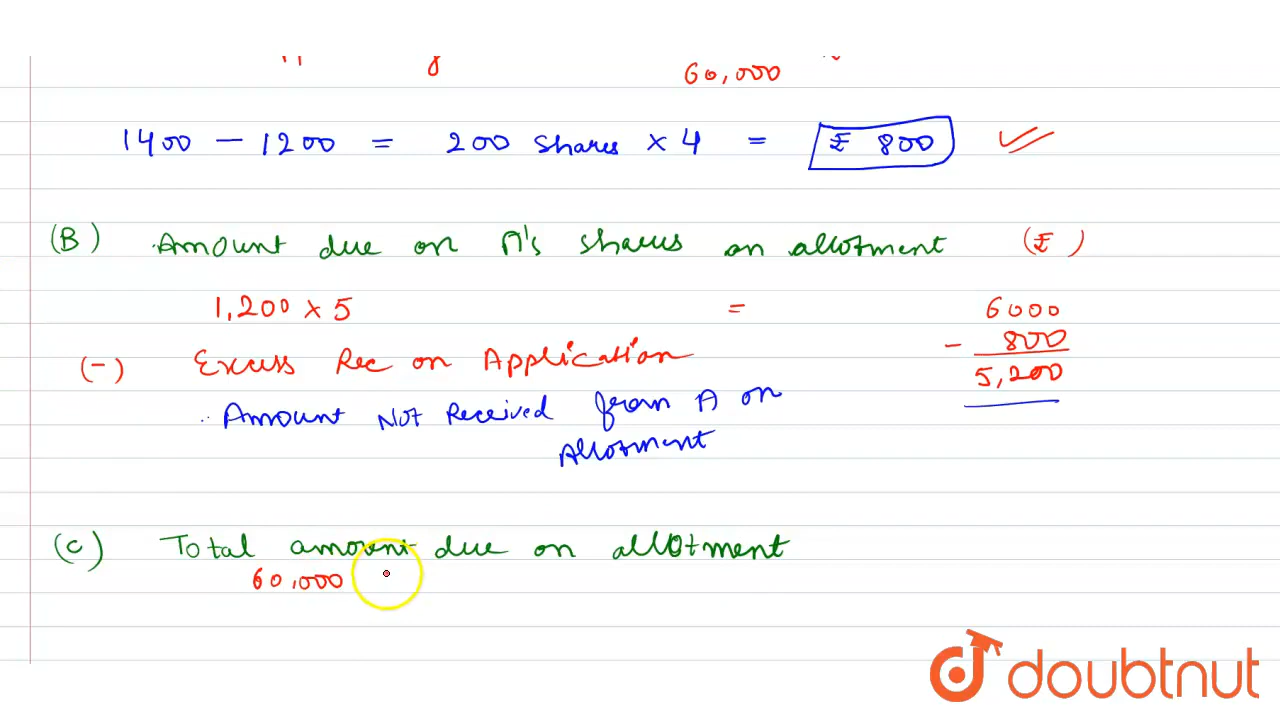 60,000
1400 - 1200 = 200 shares × 4 = ₹ 800
(B) Amount due on A's shares on allotment (₹)
1,200 × 5 = 6000
(-) Excess Rec on Application - 800
5,200
Amount Not Received from A on
Allotment
(C) Total amount due on allotment
60,000
doubtnut